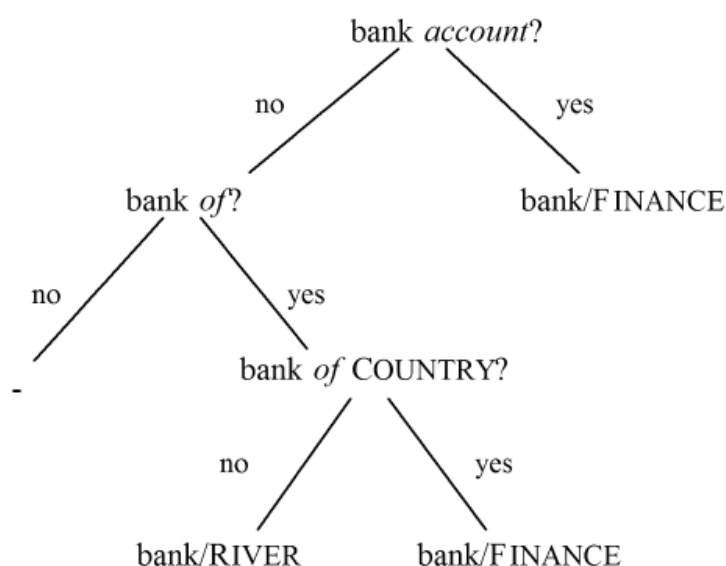 bank account?
no
yes
bank of?
bank/FINANCE
no
yes
bank of COUNTRY?
-
no
yes
bank/RIVER
bank/FINANCE